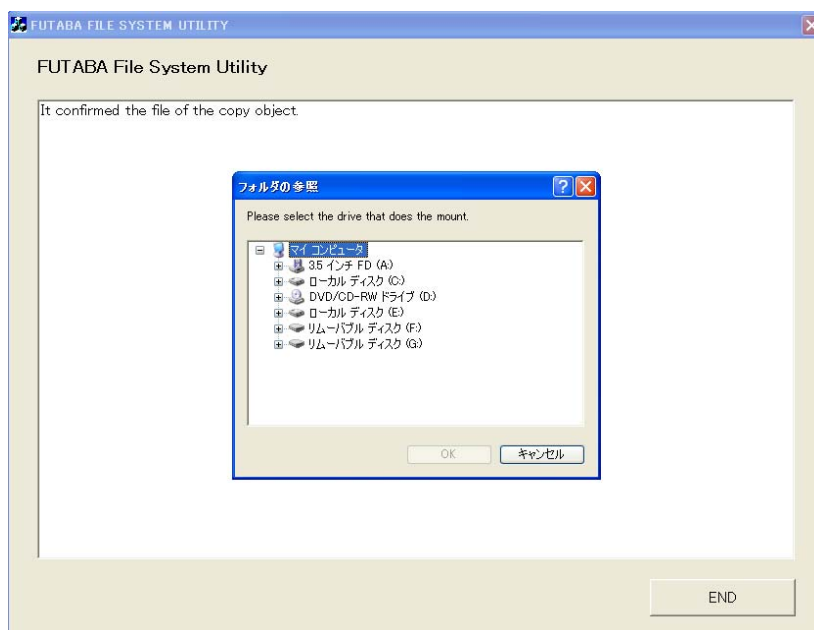 FUTABA FILE SYSTEM UTILITY
FUTABA File System Utility
It confirmed the file of the copy object.
フォルダの参照
Please select the drive that does the mount.
マイ コンピュータ
3.5 インチ FD (A:)
ローカル ディスク (C:)
DVD/CD-RW ドライブ (D:)
ローカル ディスク (E:)
リムーバブル ディスク (F:)
リムーバブル ディスク (G:)
OK
キャンセル
END